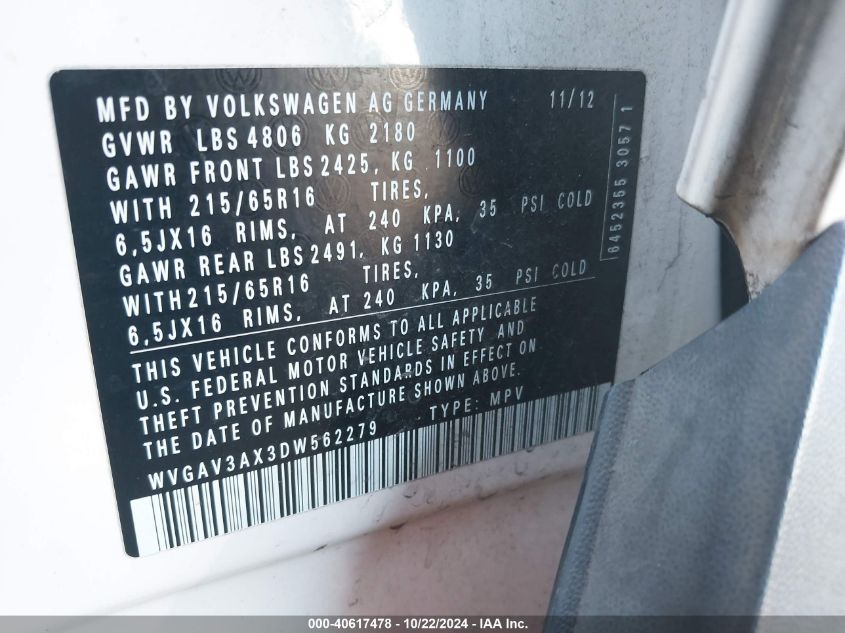 MFD BY VOLKSWAGEN AG GERMANY 11/12
GVWR LBS 4806 KG 2180
GAWR FRONT LBS 2425, KG 1100
WITH 215/65R16 TIRES,
6,5JX16 RIMS, AT 240 KPA, 35 PSI COLD
GAWR REAR LBS 2491, KG 1130
WITH 215/65R16 TIRES,
6,5JX16 RIMS, AT 240 KPA, 35 PSI COLD
THIS VEHICLE CONFORMS TO ALL APPLICABLE
U.S. FEDERAL MOTOR VEHICLE SAFETY AND
THEFT PREVENTION STANDARDS IN EFFECT ON
THE DATE OF MANUFACTURE SHOWN ABOVE.
WVGAV3AX3DW562279 TYPE: MPV
6452355 3057 1
000-40617478 - 10/22/2024 - IAA Inc.